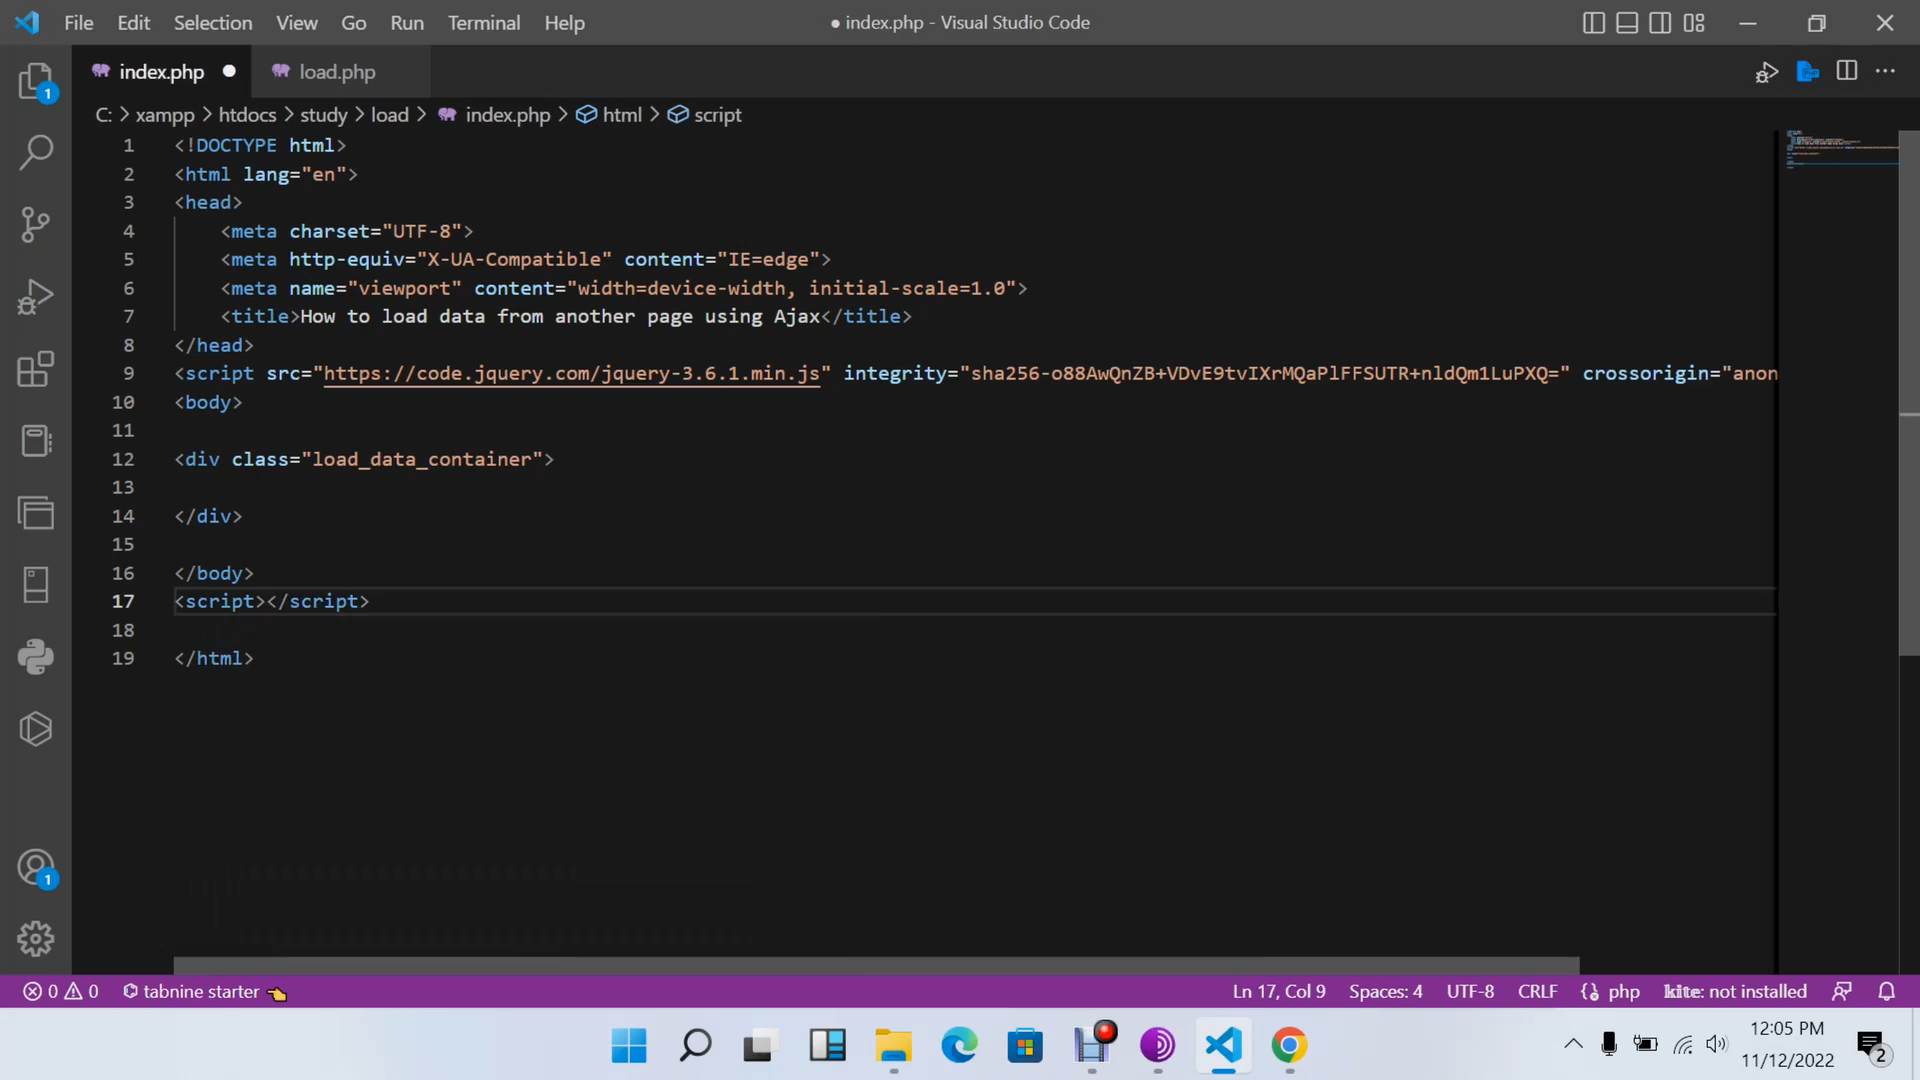 File Edit Selection View Go Run Terminal Help
● index.php - Visual Studio Code
index.php load.php
C: > xampp > htdocs > study > load > index.php > html > script
1 <!DOCTYPE html>
2 <html lang="en">
3 <head>
4 <meta charset="UTF-8">
5 <meta http-equiv="X-UA-Compatible" content="IE=edge">
6 <meta name="viewport" content="width=device-width, initial-scale=1.0">
7 <title>How to load data from another page using Ajax</title>
8 </head>
9 <script src="https://code.jquery.com/jquery-3.6.1.min.js" integrity="sha256-o88AwQnZB+VDvE9tvIXrMQaPlFFSUTR+nldQm1LuPXQ=" crossorigin="anon
10 <body>
11
12 <div class="load_data_container">
13
14 </div>
15
16 </body>
17 <script></script>
18
19 </html>
1
1
0 0 tabnine starter 👈 Ln 17, Col 9 Spaces: 4 UTF-8 CRLF php kite: not installed
12:05 PM
11/12/2022
2